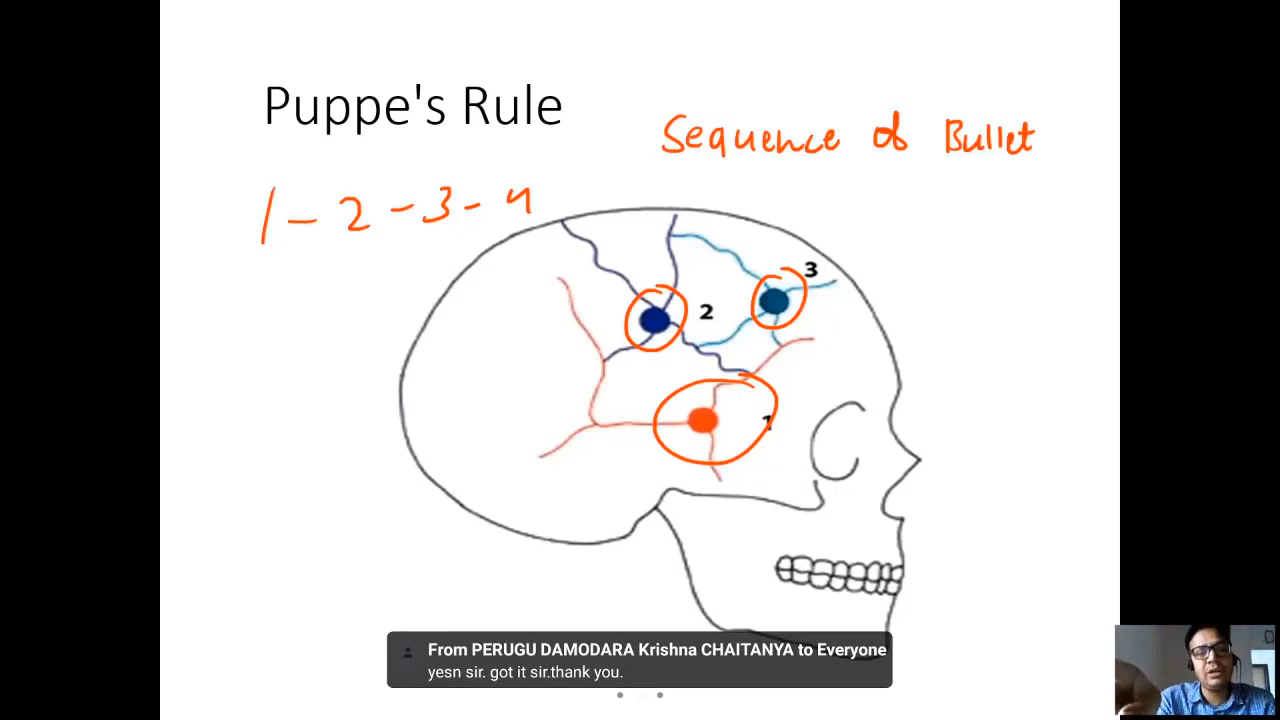 Puppe's Rule
Sequence of Bullet
1 - 2 - 3 - 4
3
2
1
From PERUGU DAMODARA Krishna CHAITANYA to Everyone
yesn sir. got it sir.thank you.